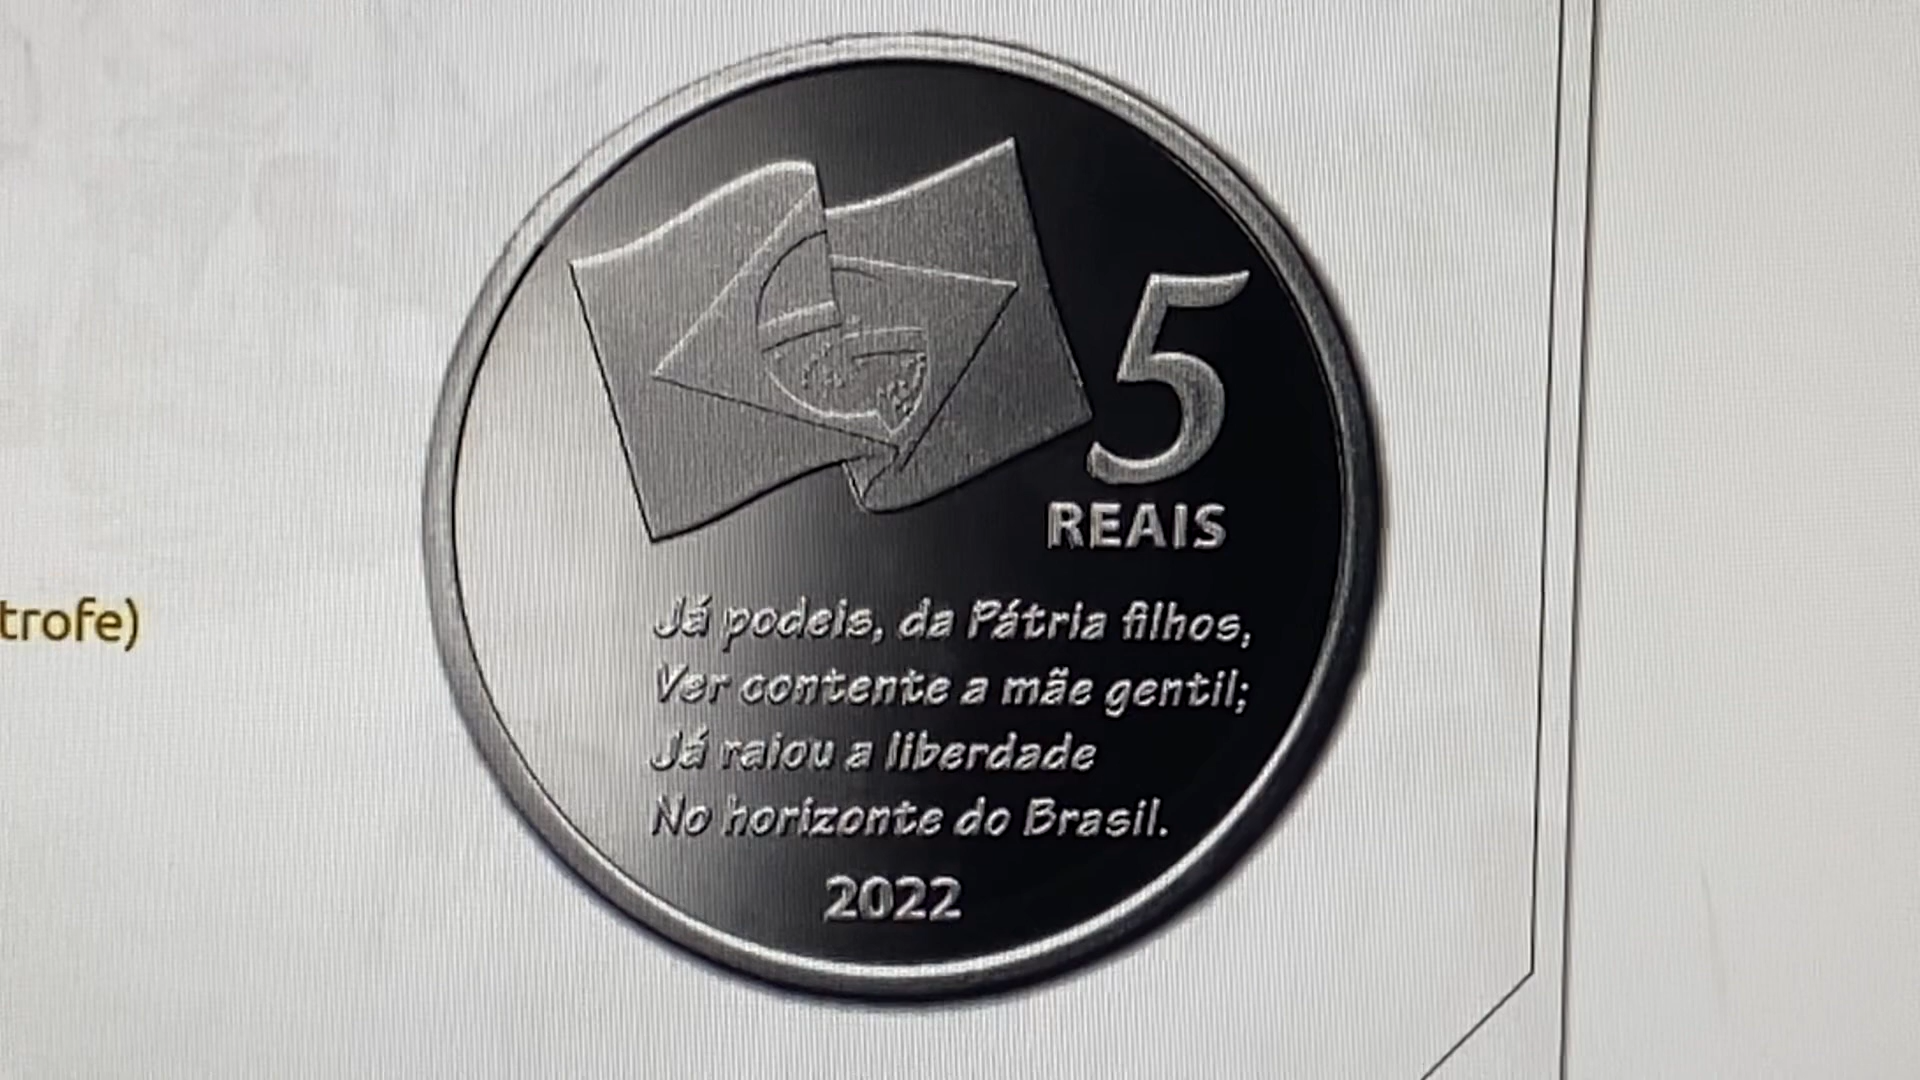 5
REAIS
trofe)
Já podeis, da Pátria filhos,
Ver contente a mãe gentil;
Já raiou a liberdade
No horizonte do Brasil.
2022